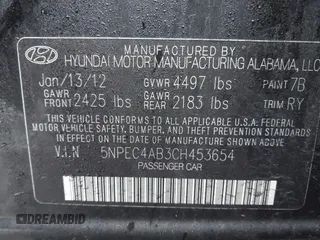 MANUFACTURED BY
HYUNDAI MOTOR MANUFACTURING ALABAMA, LLC
Jan/13/12 GVWR 4497 lbs PAINT 7B
GAWR FRONT 2425 lbs GAWR REAR 2183 lbs TRIM RY
THIS VEHICLE CONFORMS TO ALL APPLICABLE U.S.A. FEDERAL
MOTOR VEHICLE SAFETY, BUMPER, AND THEFT PREVENTION
STANDARDS IN EFFECT ON THE DATE OF MANUFACTURE SHOWN ABOVE.
V.I.N 5NPEC4AB3CH453654
PASSENGER CAR
DREAMBID